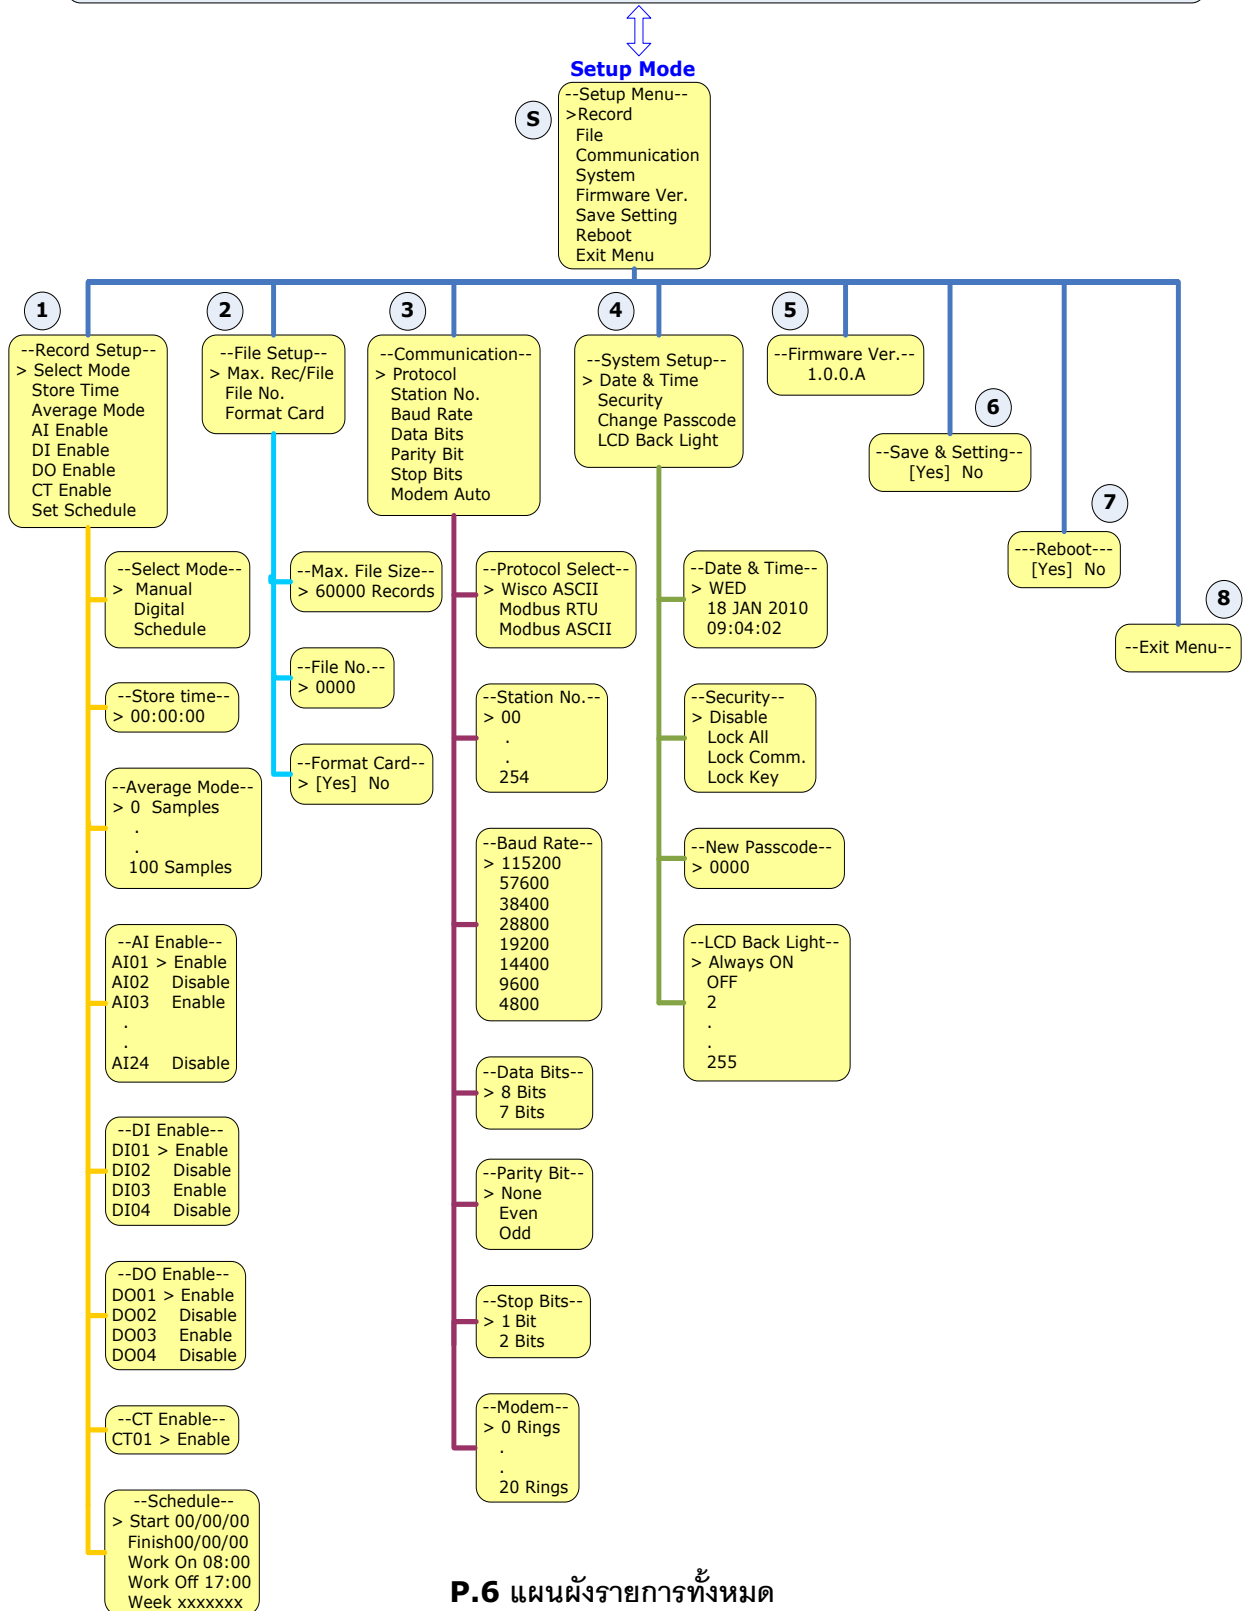 Setup Mode
S
--Setup Menu--
>Record
File
Communication
System
Firmware Ver.
Save Setting
Reboot
Exit Menu
1
--Record Setup--
> Select Mode
Store Time
Average Mode
AI Enable
DI Enable
DO Enable
CT Enable
Set Schedule
--Select Mode--
> Manual
Digital
Schedule
--Store time--
> 00:00:00
--Average Mode--
> 0 Samples
.
.
100 Samples
--AI Enable--
AI01 > Enable
AI02 Disable
AI03 Enable
.
.
AI24 Disable
--DI Enable--
DI01 > Enable
DI02 Disable
DI03 Enable
DI04 Disable
--DO Enable--
DO01 > Enable
DO02 Disable
DO03 Enable
DO04 Disable
--CT Enable--
CT01 > Enable
--Schedule--
> Start 00/00/00
Finish00/00/00
Work On 08:00
Work Off 17:00
Week xxxxxxx
2
--File Setup--
> Max. Rec/File
File No.
Format Card
--Max. File Size--
> 60000 Records
--File No.--
> 0000
--Format Card--
> [Yes] No
3
--Communication--
> Protocol
Station No.
Baud Rate
Data Bits
Parity Bit
Stop Bits
Modem Auto
--Protocol Select--
> Wisco ASCII
Modbus RTU
Modbus ASCII
--Station No.--
> 00
.
.
254
--Baud Rate--
> 115200
57600
38400
28800
19200
14400
9600
4800
--Data Bits--
> 8 Bits
7 Bits
--Parity Bit--
> None
Even
Odd
--Stop Bits--
> 1 Bit
2 Bits
--Modem--
> 0 Rings
.
.
20 Rings
4
--System Setup--
> Date & Time
Security
Change Passcode
LCD Back Light
--Date & Time--
> WED
18 JAN 2010
09:04:02
--Security--
> Disable
Lock All
Lock Comm.
Lock Key
--New Passcode--
> 0000
--LCD Back Light--
> Always ON
OFF
2
.
.
255
5
--Firmware Ver.--
1.0.0.A
6
--Save & Setting--
[Yes] No
7
---Reboot---
[Yes] No
8
--Exit Menu--
P.6 แผนผังรายการทั้งหมด